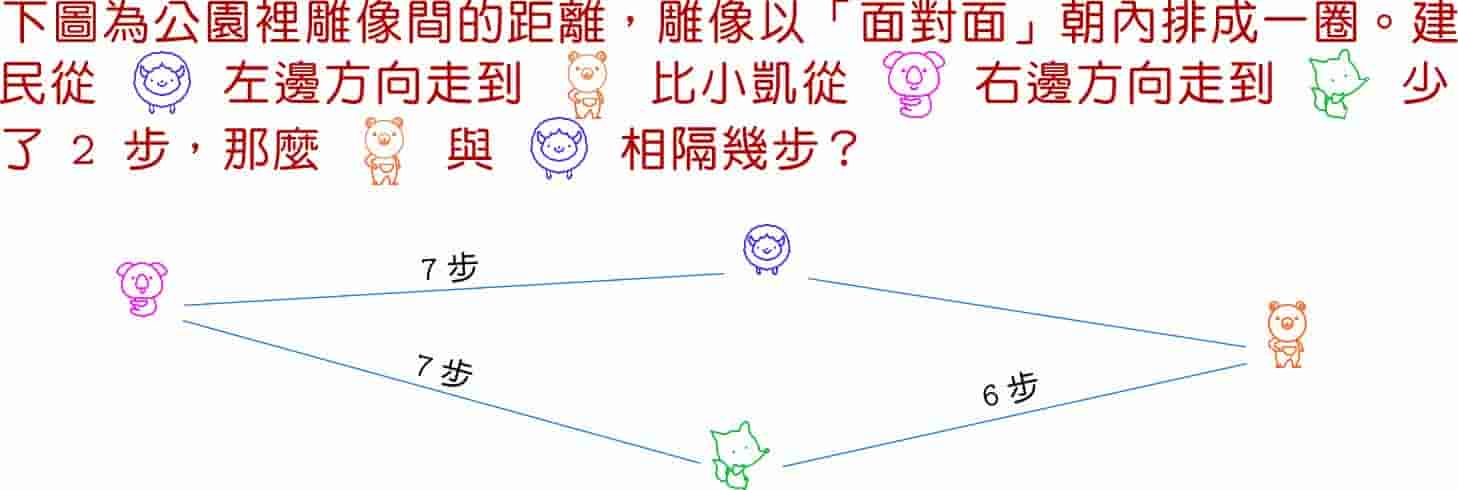 下圖為公園裡雕像間的距離，雕像以「面對面」朝內排成一圈。建
民從 左邊方向走到 比小凱從 右邊方向走到 少
了 2 步，那麼 與 相隔幾步？
7 步
7 步
6 步